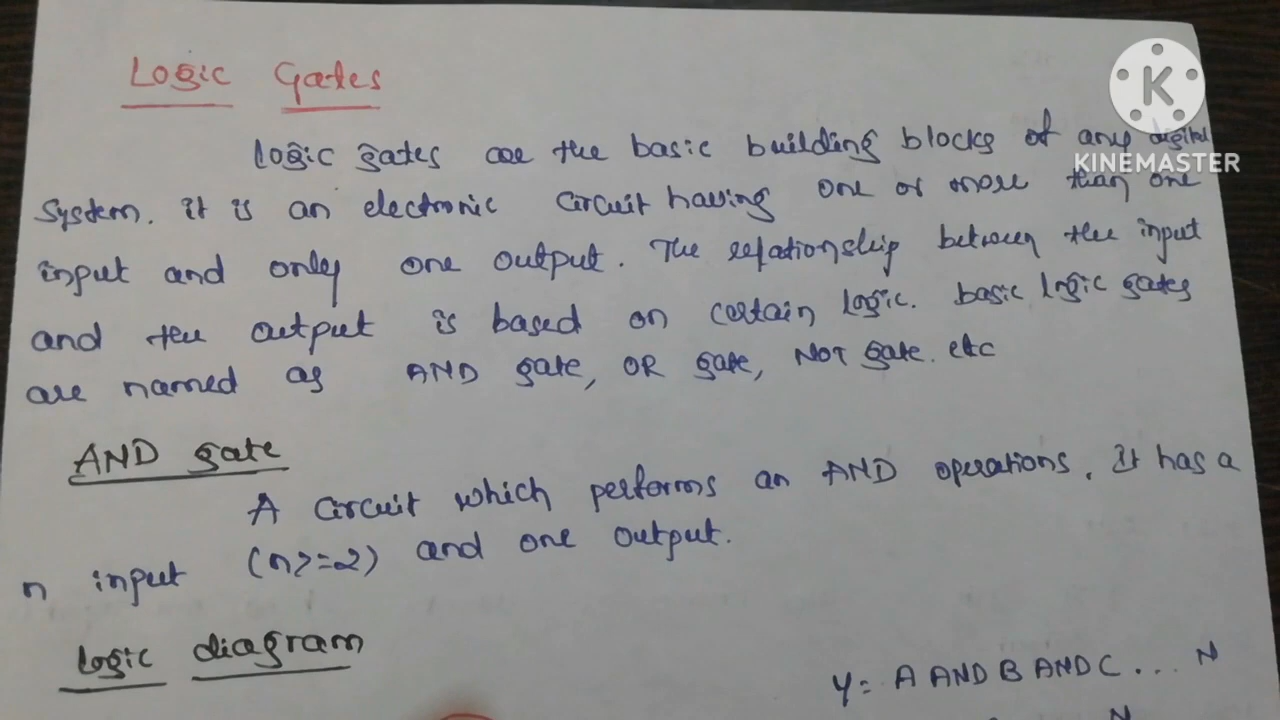 Logic Gates
Logic gates are the basic building blocks of any digital
KINEMASTER
System. it is an electronic circuit having one or more than one
input and only one output. The relationship between the input
and the output is based on certain logic. basic logic gates
are named as AND gate, OR gate, NOT gate. etc
AND gate
A circuit which performs an AND operations. it has a
n input (n>=2) and one output.
Logic diagram
Y= A AND B AND C ... N
N